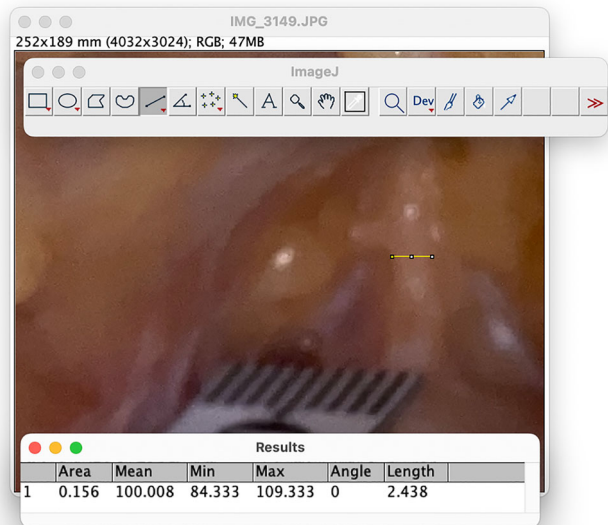 IMG_3149.JPG
252x189 mm (4032x3024); RGB; 47MB
ImageJ
A Dev. ≫
Results
Area Mean Min Max Angle Length
1 0.156 100.008 84.333 109.333 0 2.438